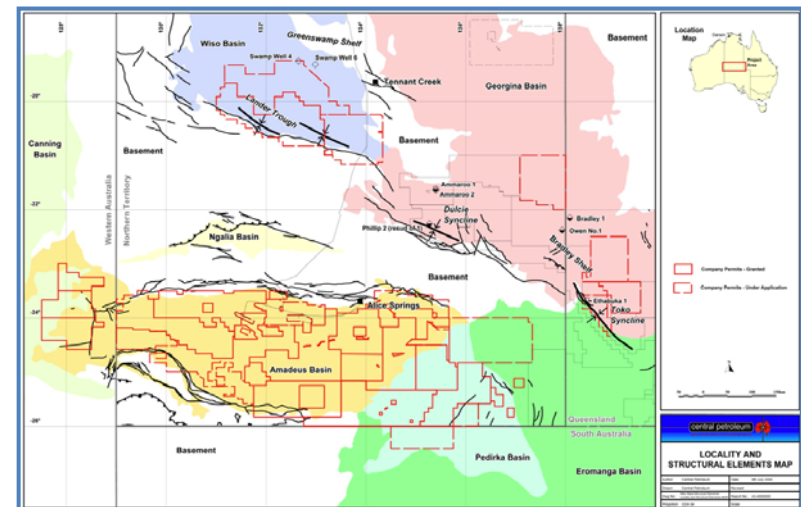 Wiso Basin
Greenswamp Shelf
Swamp Well 4
Swamp Well 6
Tennant Creek
Basement
Georgina Basin
Lander Trough
Canning
Basin
Basement
Basement
Western Australia
Northern Territory
Ammaroo 1
Ammaroo 2
Dulcie
Syncline
Bradley 1
Owen No.1
Bradley Shelf
Ngalia Basin
Basement
Alice Springs
Toko
Syncline
Amadeus Basin
Queensland
South Australia
Basement
Pedirka Basin
Eromanga Basin
Location
Map
Project
Area
Company Permits - Granted
Company Permits - Under Application
central petroleum
LOCALITY AND
STRUCTURAL ELEMENTS MAP